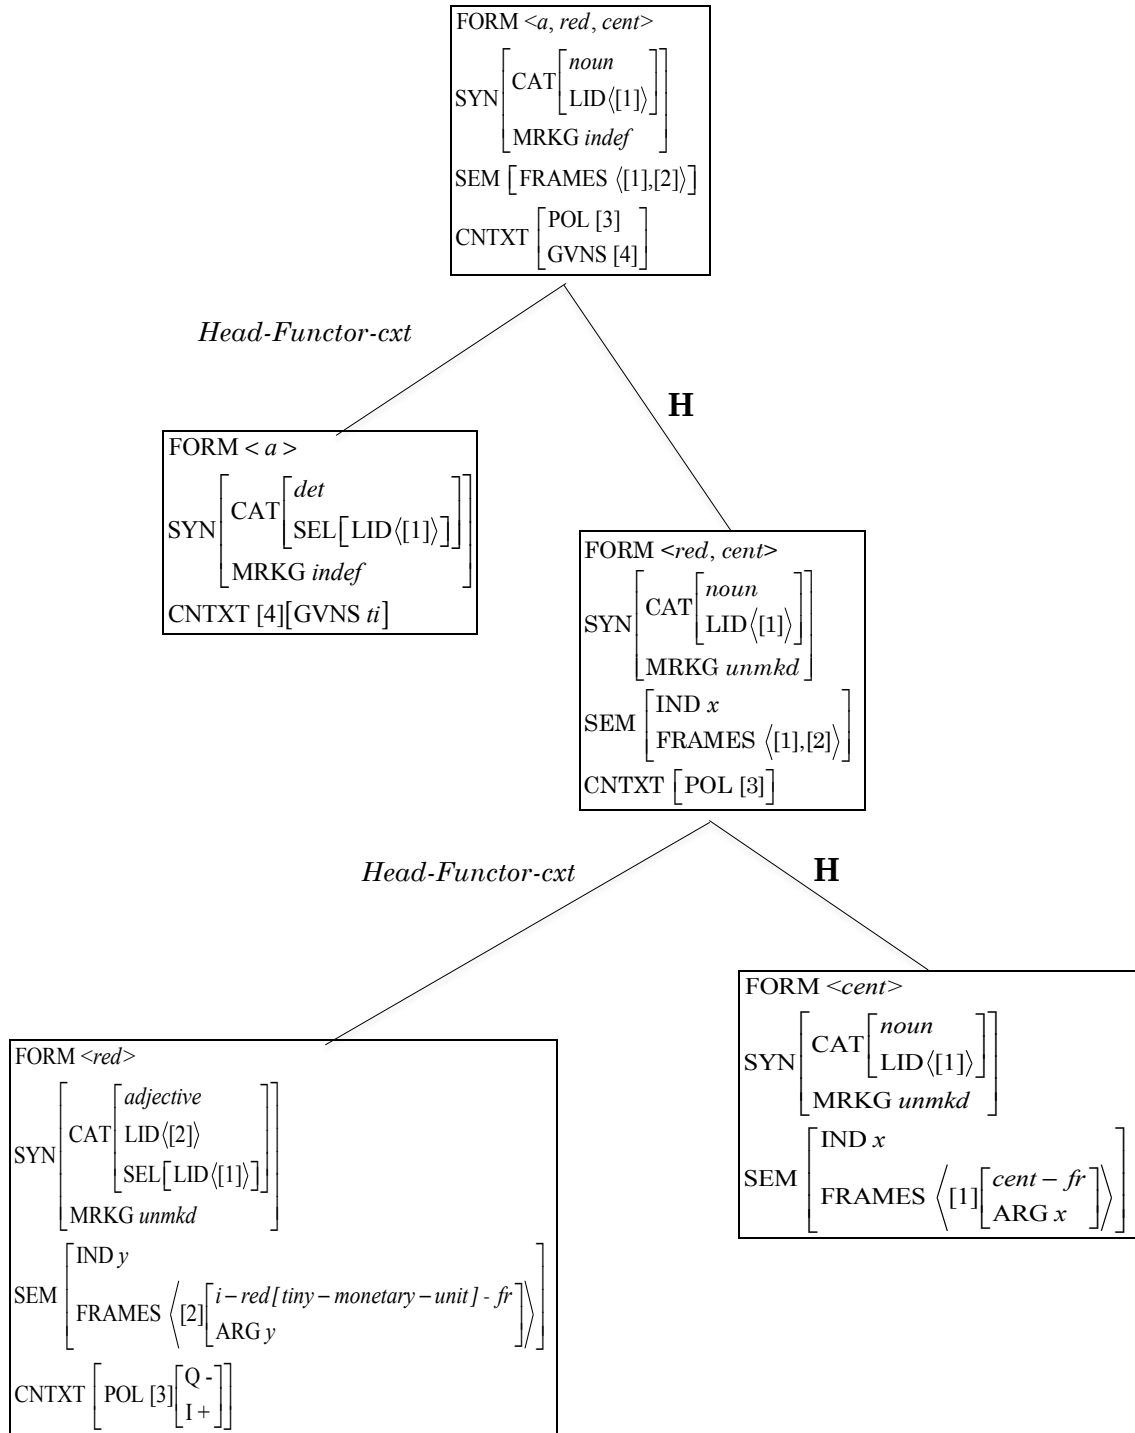 FORM <a, red, cent>
SYN[CAT[noun
LID⟨[1]⟩]
MRKG indef]
SEM [FRAMES ⟨[1],[2]⟩]
CNTXT [POL [3]
GVNS [4]]
Head-Functor-cxt
H
FORM < a >
SYN[CAT[det
SEL[LID⟨[1]⟩]]
MRKG indef]
CNTXT [4][GVNS ti]
FORM <red, cent>
SYN[CAT[noun
LID⟨[1]⟩]
MRKG unmkd]
SEM [IND x
FRAMES ⟨[1],[2]⟩]
CNTXT [POL [3]]
Head-Functor-cxt
H
FORM <red>
SYN[CAT[adjective
LID⟨[2]⟩
SEL[LID⟨[1]⟩]]
MRKG unmkd]
SEM [IND y
FRAMES ⟨[2][i−red[tiny−monetary−unit] - fr
ARG y]⟩]
CNTXT [POL [3][Q -
I +]]
FORM <cent>
SYN[CAT[noun
LID⟨[1]⟩]
MRKG unmkd]
SEM [IND x
FRAMES ⟨[1][cent − fr
ARG x]⟩]